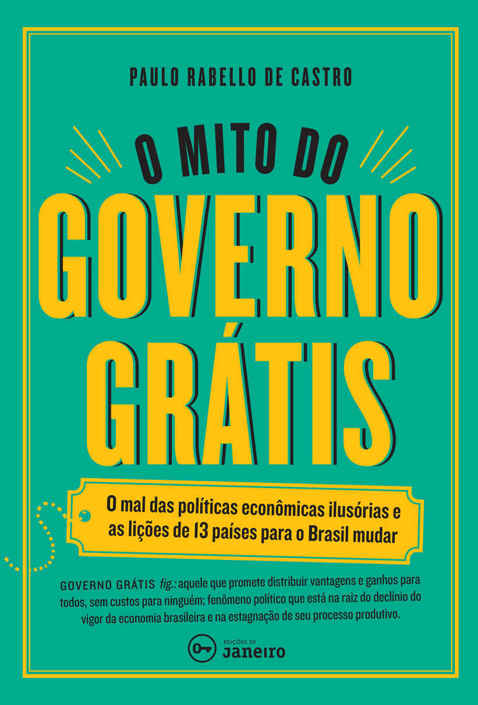 PAULO RABELLO DE CASTRO
O MITO DO
GOVERNO
GRÁTIS
O mal das políticas econômicas ilusórias e
as lições de 13 países para o Brasil mudar
GOVERNO GRÁTIS fig.: aquele que promete distribuir vantagens e ganhos para
todos, sem custos para ninguém; fenômeno político que está na raiz do declínio do
vigor da economia brasileira e na estagnação de seu processo produtivo.
EDIÇÕES DE
JANEIRO